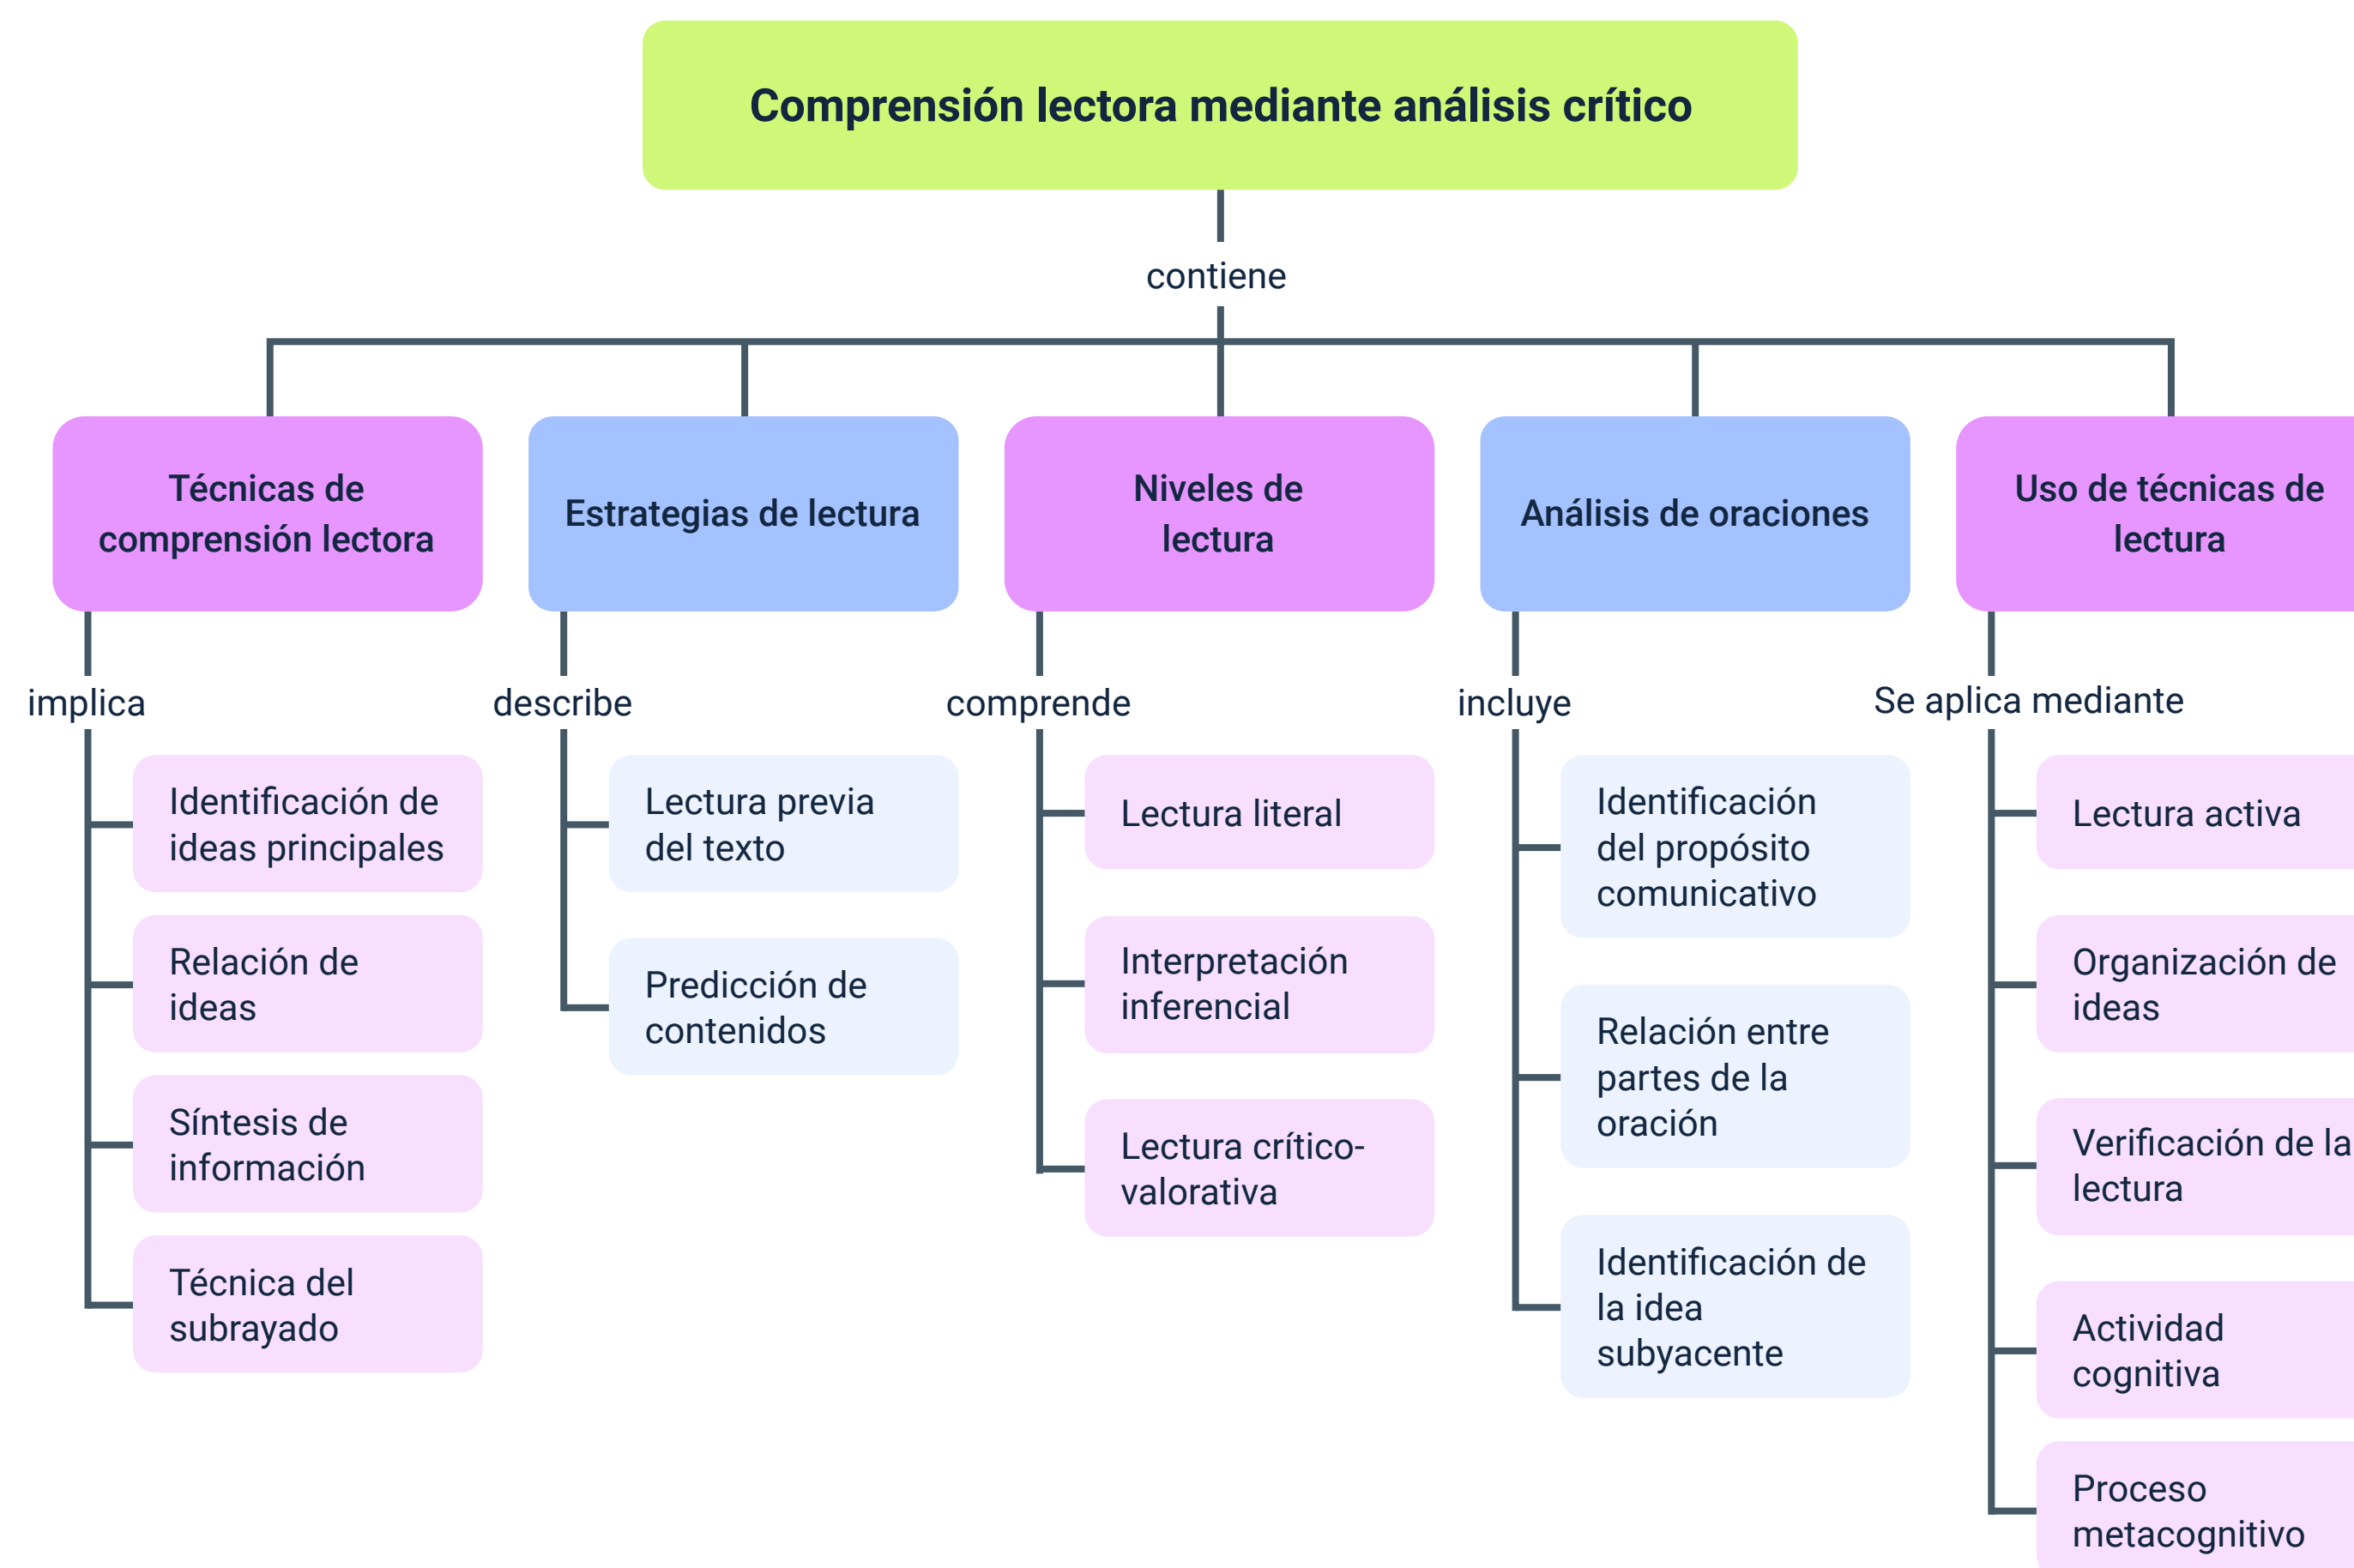 Comprensión lectora mediante análisis crítico
contiene
Técnicas de
comprensión lectora
Estrategias de lectura
Niveles de
lectura
Análisis de oraciones
Uso de técnicas de
lectura
implica
Identificación de
ideas principales
Relación de
ideas
Síntesis de
información
Técnica del
subrayado
describe
Lectura previa
del texto
Predicción de
contenidos
comprende
Lectura literal
Interpretación
inferencial
Lectura crítico-
valorativa
incluye
Identificación
del propósito
comunicativo
Relación entre
partes de la
oración
Identificación de
la idea
subyacente
Se aplica mediante
Lectura activa
Organización de
ideas
Verificación de la
lectura
Actividad
cognitiva
Proceso
metacognitivo